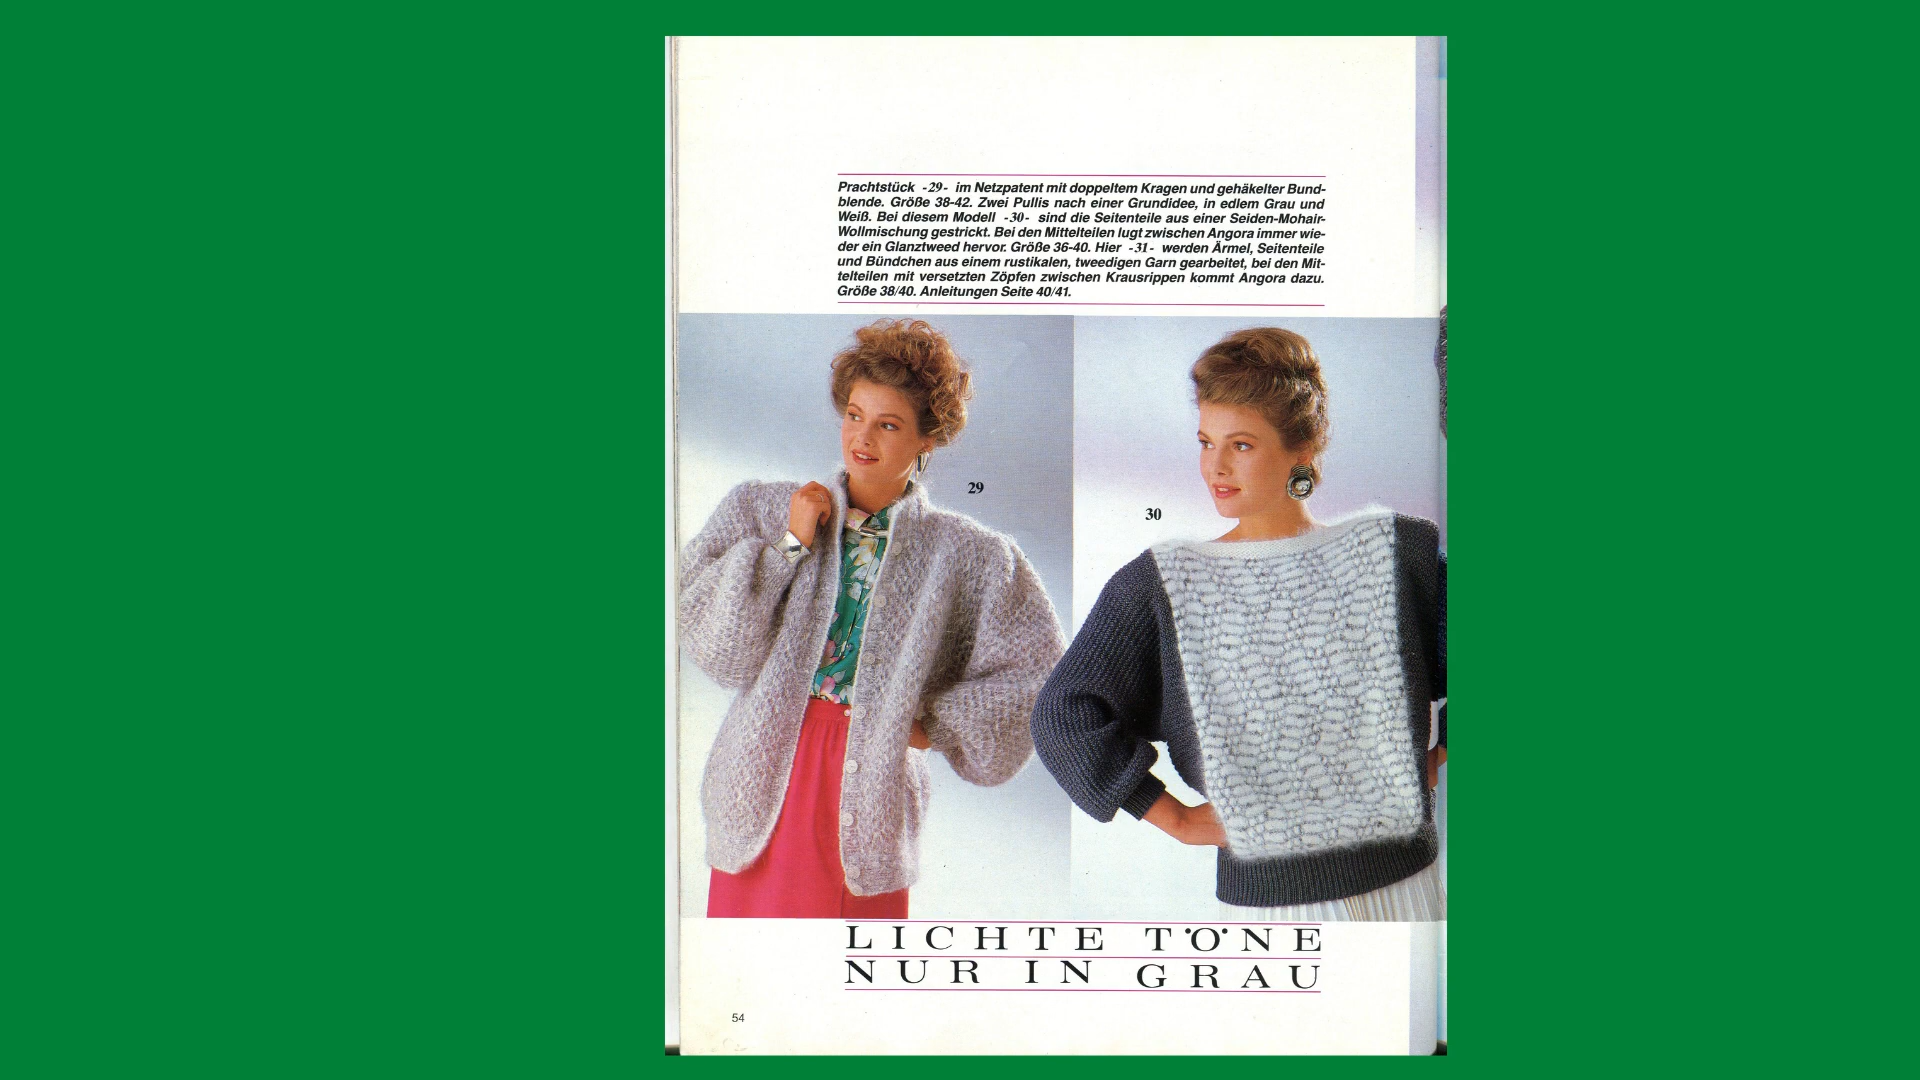 Prachtstück -29- im Netzpatent mit doppeltem Kragen und gehäkelter Bund-
blende. Größe 38-42. Zwei Pullis nach einer Grundidee, in edlem Grau und
Weiß. Bei diesem Modell -30- sind die Seitenteile aus einer Seiden-Mohair-
Wollmischung gestrickt. Bei den Mittelteilen lugt zwischen Angora immer wie-
der ein Glanztweed hervor. Größe 36-40. Hier -31- werden Ärmel, Seitenteile
und Bündchen aus einem rustikalen, tweedigen Garn gearbeitet, bei den Mit-
telteilen mit versetzten Zöpfen zwischen Krausrippen kommt Angora dazu.
Größe 38/40. Anleitungen Seite 40/41.
29
30
LICHTE TÖNE
NUR IN GRAU
54